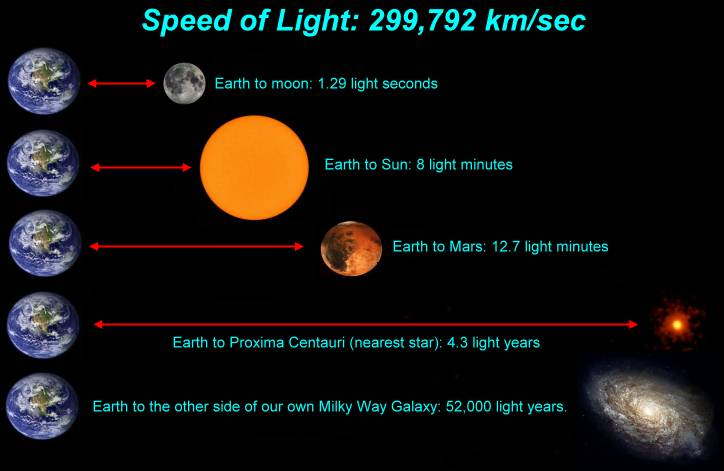 Speed of Light: 299,792 km/sec
Earth to moon: 1.29 light seconds
Earth to Sun: 8 light minutes
Earth to Mars: 12.7 light minutes
Earth to Proxima Centauri (nearest star): 4.3 light years
Earth to the other side of our own Milky Way Galaxy: 52,000 light years.